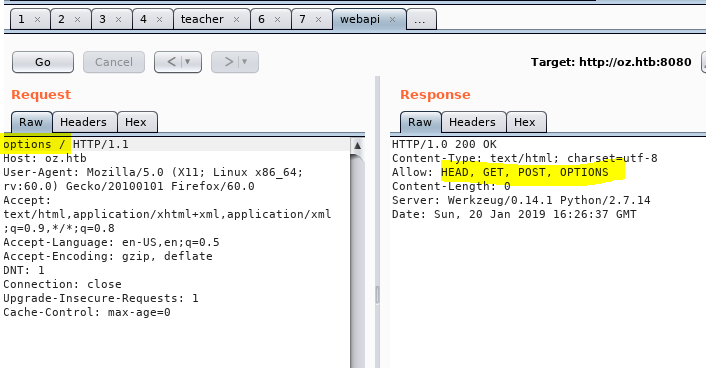 1 × 2 × 3 × 4 × teacher × 6 × 7 × webapi × ...
Go Cancel < > Target: http://oz.htb:8080
Request
Raw Headers Hex
options / HTTP/1.1
Host: oz.htb
User-Agent: Mozilla/5.0 (X11; Linux x86_64;
rv:60.0) Gecko/20100101 Firefox/60.0
Accept:
text/html,application/xhtml+xml,application/xml
;q=0.9,*/*;q=0.8
Accept-Language: en-US,en;q=0.5
Accept-Encoding: gzip, deflate
DNT: 1
Connection: close
Upgrade-Insecure-Requests: 1
Cache-Control: max-age=0
Response
Raw Headers Hex
HTTP/1.0 200 OK
Content-Type: text/html; charset=utf-8
Allow: HEAD, GET, POST, OPTIONS
Content-Length: 0
Server: Werkzeug/0.14.1 Python/2.7.14
Date: Sun, 20 Jan 2019 16:26:37 GMT